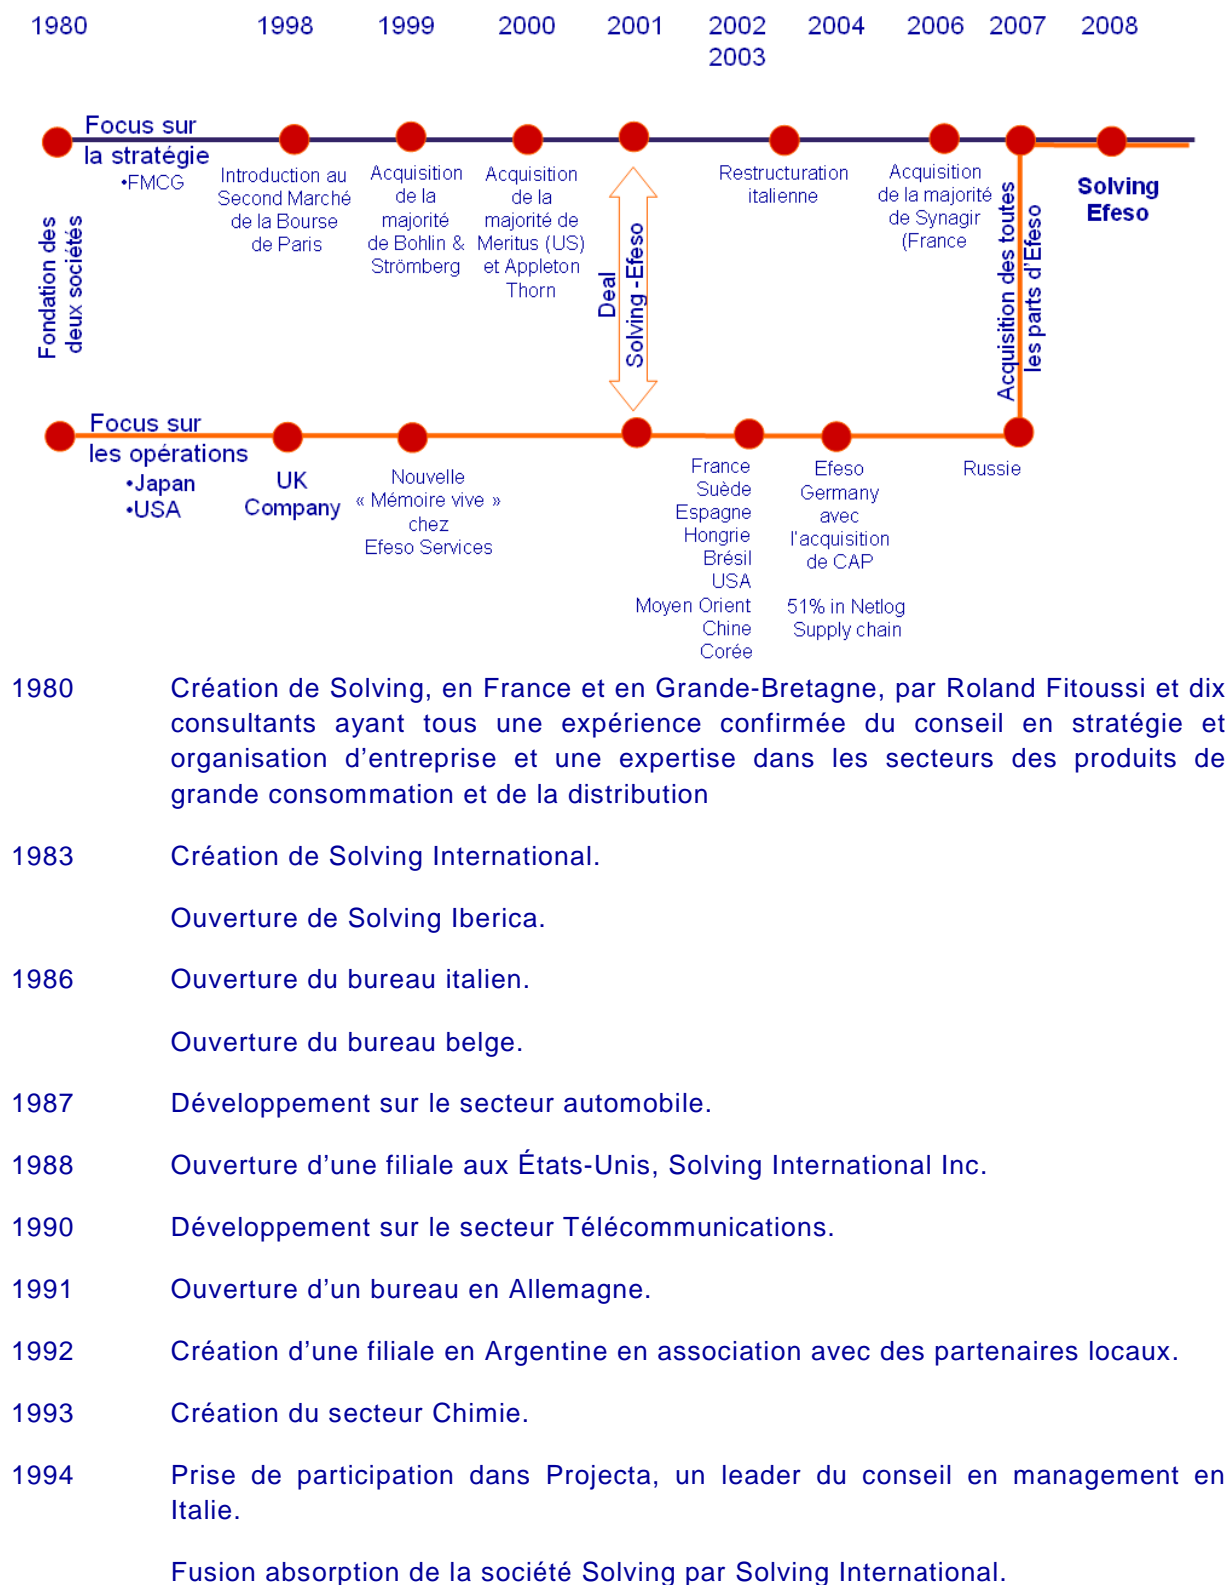 1980 1998 1999 2000 2001 2002 2004 2006 2007 2008
2003
Focus sur
la stratégie
•FMCG
Introduction au
Second Marché
de la Bourse
de Paris
Acquisition
de la
majorité
de Bohlin &
Strömberg
Acquisition
de la
majorité de
Meritus (US)
et Appleton
Thorn
Restructuration
italienne
Acquisition
de la majorité
de Synagir
(France
Solving
Efeso
Fondation des
deux sociétés
Deal
Solving -Efeso
Acquisition des toutes
les parts d'Efeso
Focus sur
les opérations
•Japan
•USA
UK
Company
Nouvelle
« Mémoire vive »
chez
Efeso Services
France
Suède
Espagne
Hongrie
Brésil
USA
Moyen Orient
Chine
Corée
Efeso
Germany
avec
l'acquisition
de CAP
51% in Netlog
Supply chain
Russie
1980 Création de Solving, en France et en Grande-Bretagne, par Roland Fitoussi et dix
consultants ayant tous une expérience confirmée du conseil en stratégie et
organisation d’entreprise et une expertise dans les secteurs des produits de
grande consommation et de la distribution
1983 Création de Solving International.
Ouverture de Solving Iberica.
1986 Ouverture du bureau italien.
Ouverture du bureau belge.
1987 Développement sur le secteur automobile.
1988 Ouverture d’une filiale aux États-Unis, Solving International Inc.
1990 Développement sur le secteur Télécommunications.
1991 Ouverture d’un bureau en Allemagne.
1992 Création d’une filiale en Argentine en association avec des partenaires locaux.
1993 Création du secteur Chimie.
1994 Prise de participation dans Projecta, un leader du conseil en management en
Italie.
Fusion absorption de la société Solving par Solving International.